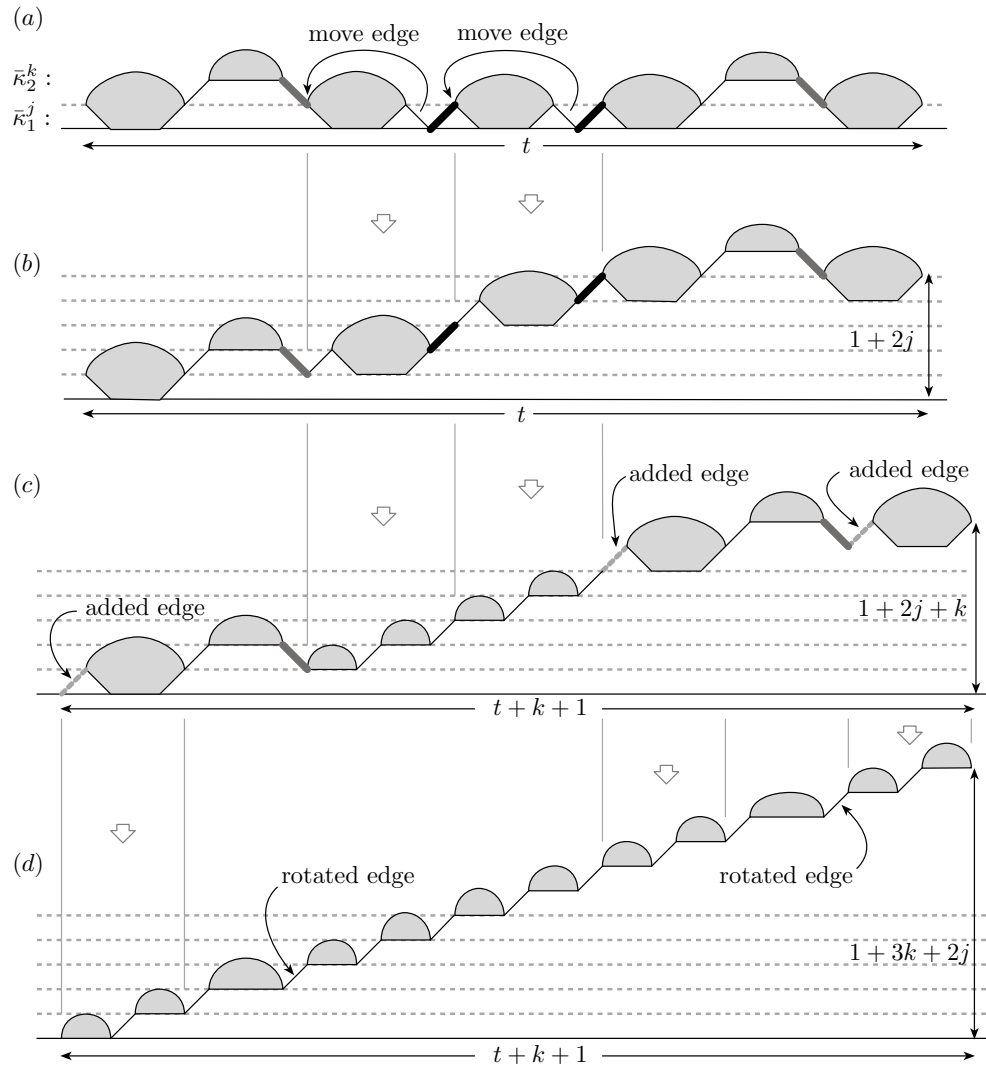 (a)
move edge move edge
κ̄₂ᵏ :
κ̄₁ʲ :
t
(b)
1 + 2j
t
(c)
added edge added edge
added edge
1 + 2j + k
t + k + 1
(d)
rotated edge rotated edge
1 + 3k + 2j
t + k + 1